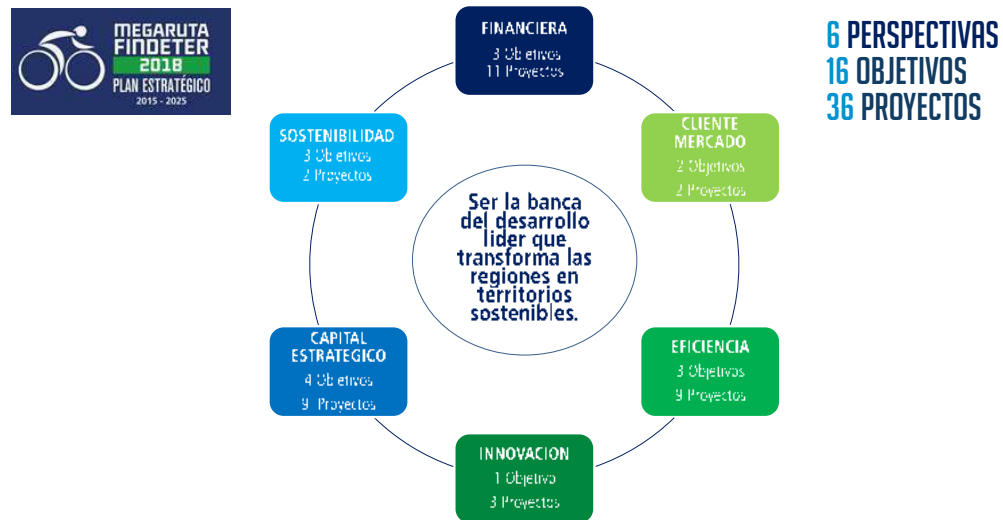 MEGARUTA
FINDETER
2018
PLAN ESTRATÉGICO
2015 - 2025
FINANCIERA
3 Objetivos
11 Proyectos
6 PERSPECTIVAS
16 OBJETIVOS
36 PROYECTOS
SOSTENIBILIDAD
3 Objetivos
2 Proyectos
CLIENTE
MERCADO
2 Objetivos
2 Proyectos
Ser la banca
del desarrollo
lider que
transforma las
regiones en
territorios
sostenibles.
CAPITAL
ESTRATEGICO
4 Objetivos
9 Proyectos
EFICIENCIA
3 Objetivos
9 Proyectos
INNOVACION
1 Objetivo
3 Proyectos